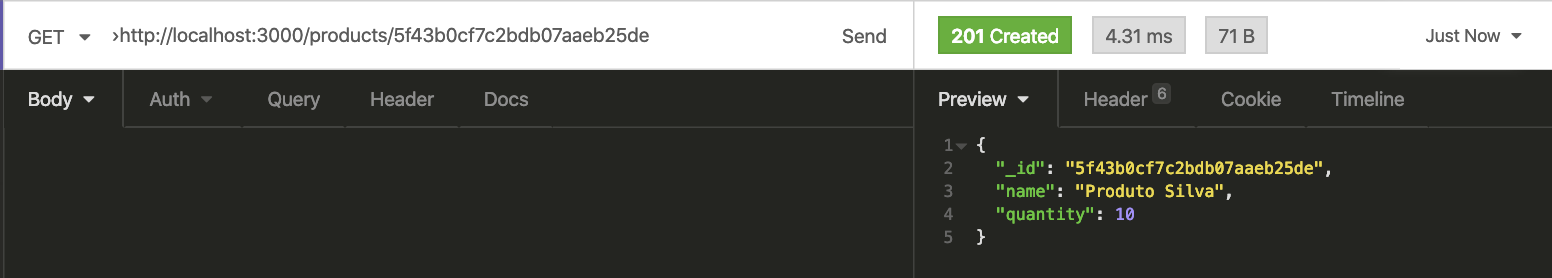 GET ›http://localhost:3000/products/5f43b0cf7c2bdb07aaeb25de Send 201 Created 4.31 ms 71 B Just Now
Body Auth Query Header Docs Preview Header 6 Cookie Timeline
1 {
2 "_id": "5f43b0cf7c2bdb07aaeb25de",
3 "name": "Produto Silva",
4 "quantity": 10
5 }